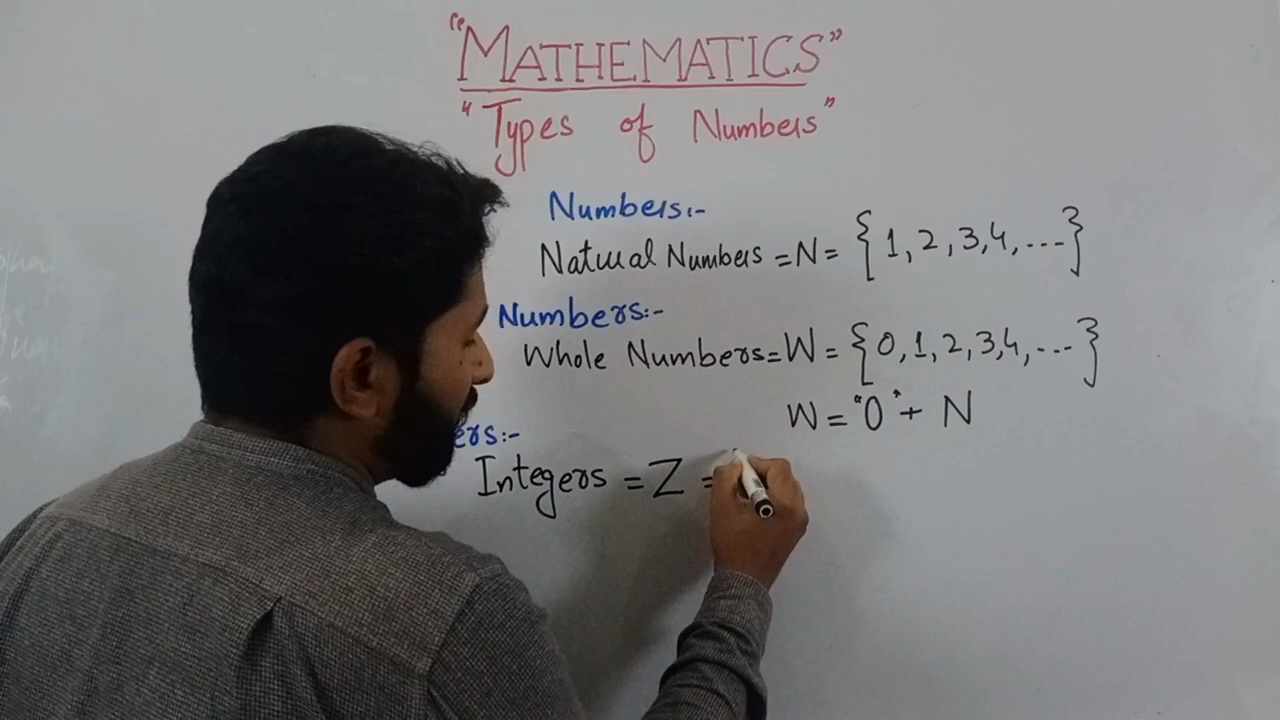 "MATHEMATICS"
"Types of Numbers"
Numbers:-
Natural Numbers = N = { 1, 2, 3, 4, ... }
Numbers:-
Whole Numbers = W = { 0, 1, 2, 3, 4, ... }
W = "0" + N
ers:-
Integers = Z =